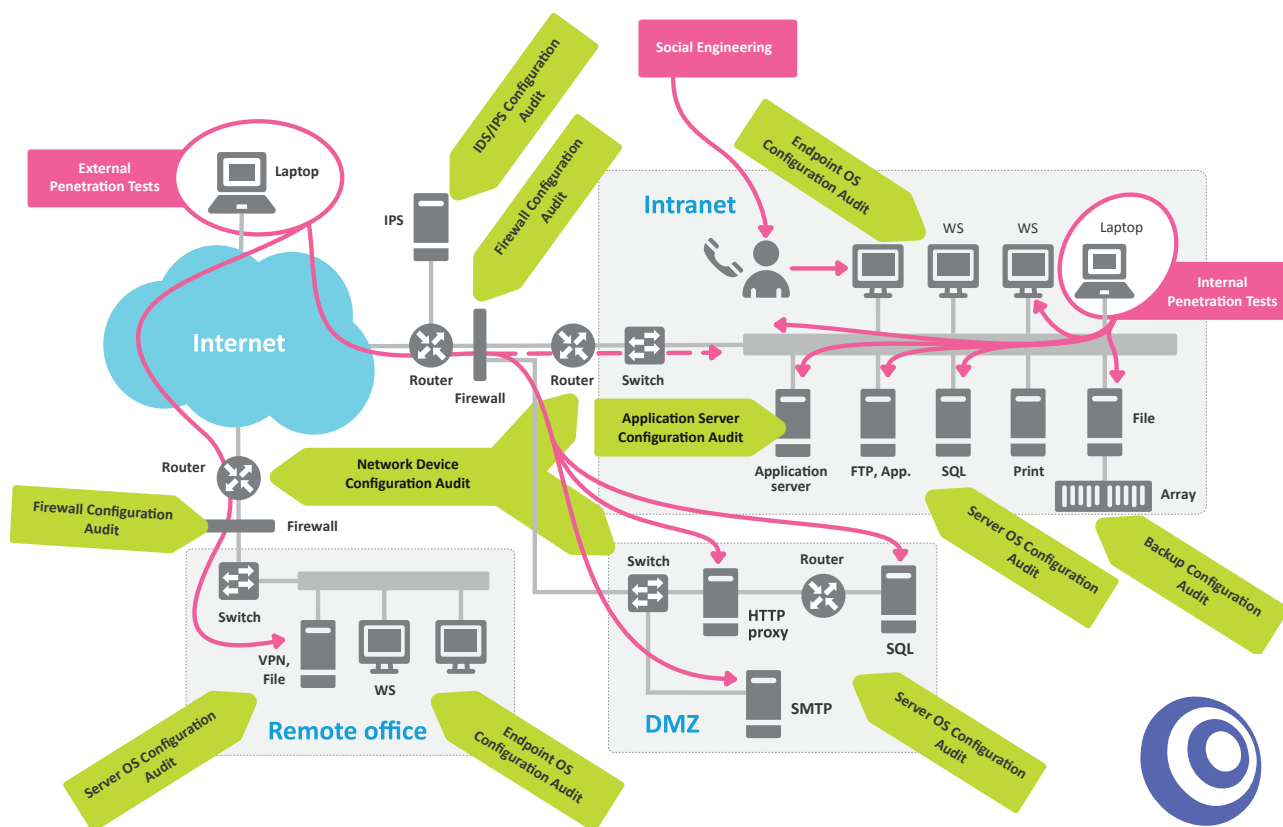 Social Engineering
IDS/IPS Configuration
Audit
Firewall Configuration
Audit
Endpoint OS
Configuration Audit
External
Penetration Tests
Laptop
IPS
Intranet
WS
WS
Laptop
Internal
Penetration Tests
Internet
Router
Firewall
Router
Switch
Application Server
Configuration Audit
Application
server
FTP, App.
SQL
Print
File
Array
Router
Network Device
Configuration Audit
Firewall Configuration
Audit
Firewall
Switch
Server OS Configuration
Audit
Backup Configuration
Audit
Switch
HTTP
proxy
Router
SQL
VPN,
File
WS
SMTP
Remote office
DMZ
Server OS Configuration
Audit
Endpoint OS
Configuration Audit
Server OS Configuration
Audit